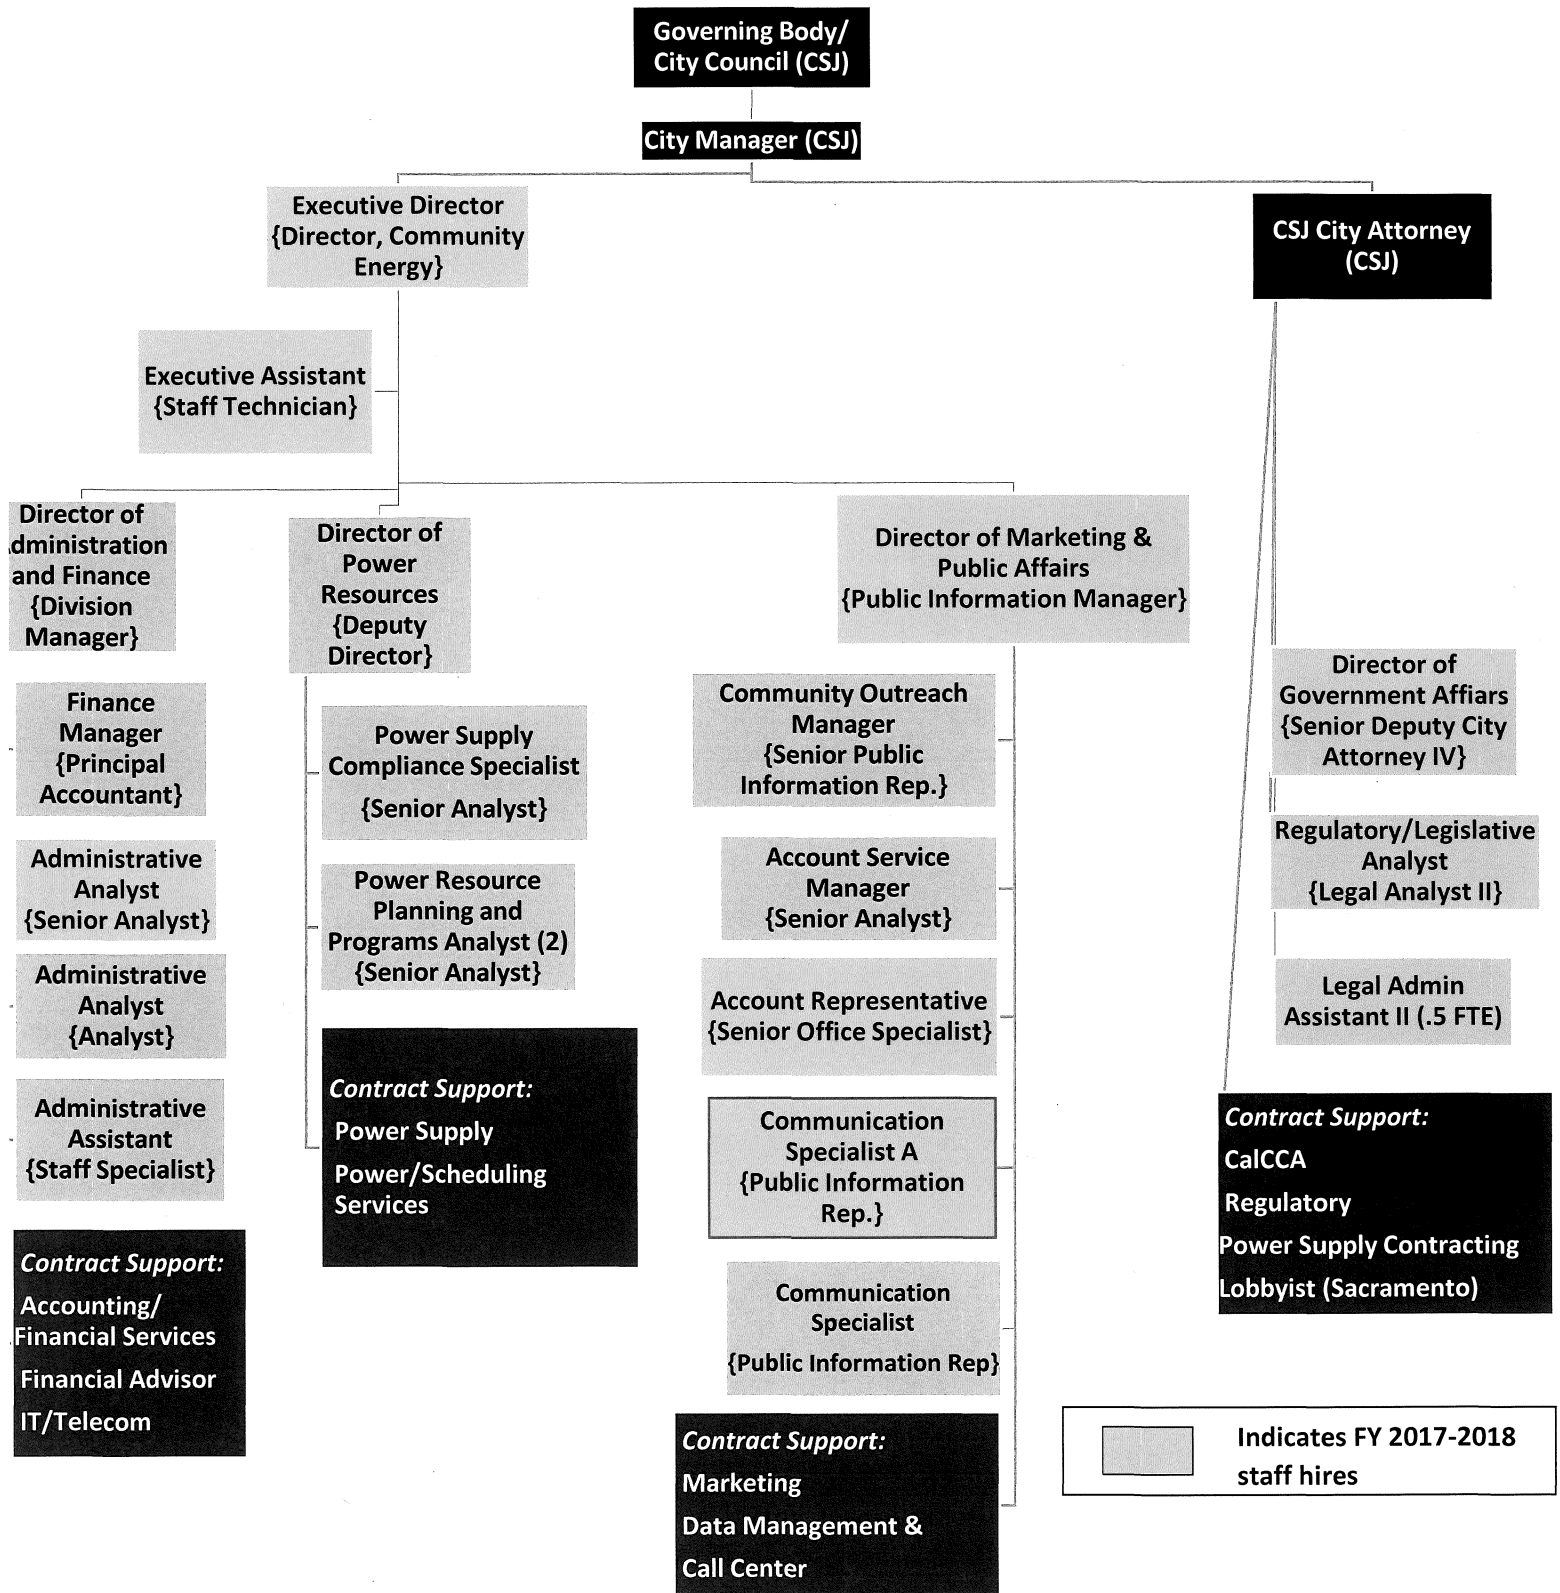 Governing Body/
City Council (CSJ)
City Manager (CSJ)
Executive Director
{Director, Community
Energy}
CSJ City Attorney
(CSJ)
Executive Assistant
{Staff Technician}
Director of
dministration
and Finance
{Division
Manager}
Director of
Power
Resources
{Deputy
Director}
Director of Marketing &
Public Affairs
{Public Information Manager}
Finance
Manager
{Principal
Accountant}
Administrative
Analyst
{Senior Analyst}
Administrative
Analyst
{Analyst}
Administrative
Assistant
{Staff Specialist}
Contract Support:
Accounting/
Financial Services
Financial Advisor
IT/Telecom
Power Supply
Compliance Specialist
{Senior Analyst}
Power Resource
Planning and
Programs Analyst (2)
{Senior Analyst}
Contract Support:
Power Supply
Power/Scheduling
Services
Community Outreach
Manager
{Senior Public
Information Rep.}
Account Service
Manager
{Senior Analyst}
Account Representative
{Senior Office Specialist}
Communication
Specialist A
{Public Information
Rep.}
Communication
Specialist
{Public Information Rep}
Contract Support:
Marketing
Data Management &
Call Center
Director of
Government Affiars
{Senior Deputy City
Attorney IV}
Regulatory/Legislative
Analyst
{Legal Analyst II}
Legal Admin
Assistant II (.5 FTE)
Contract Support:
CalCCA
Regulatory
Power Supply Contracting
Lobbyist (Sacramento)
Indicates FY 2017-2018
staff hires